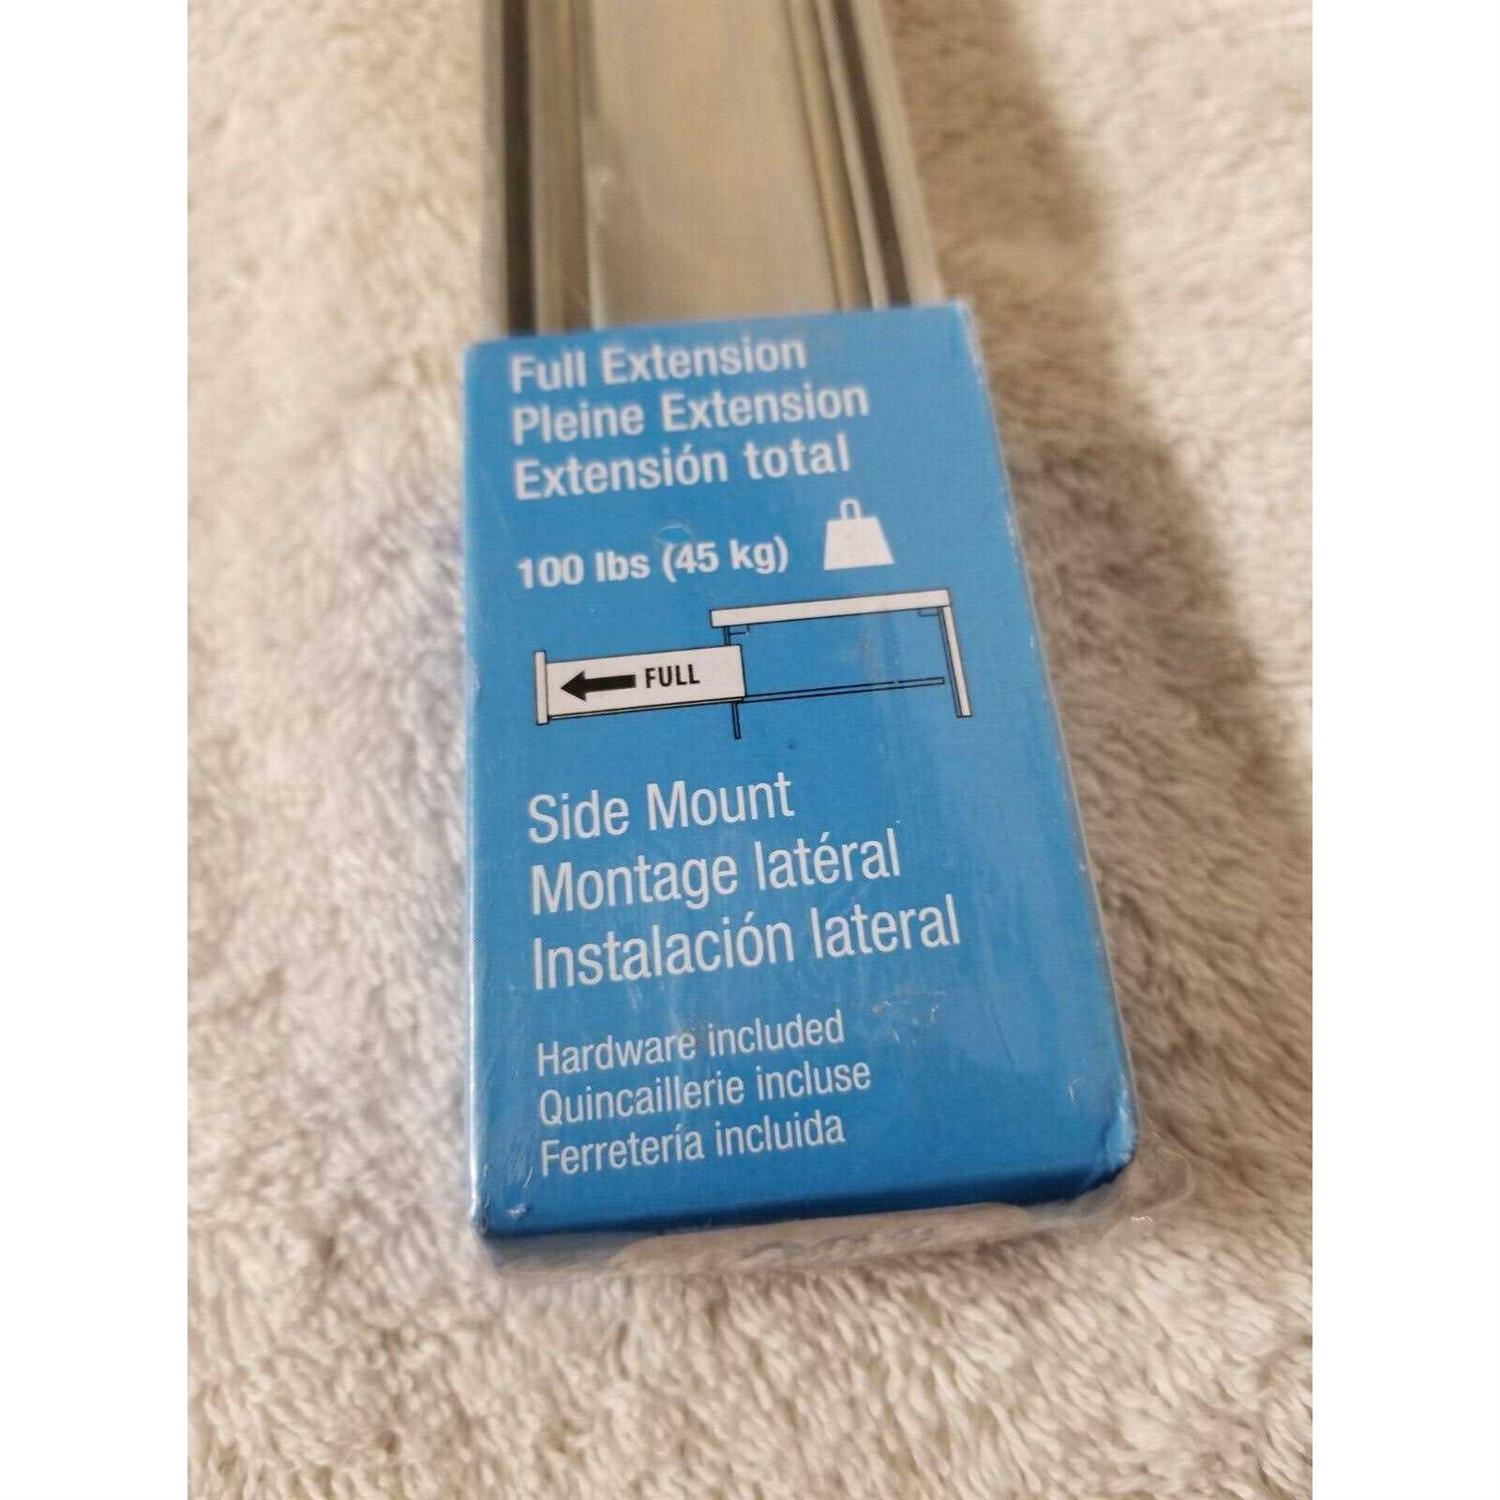 Full Extension
Pleine Extension
Extensión total
100 lbs (45 kg)
FULL
Side Mount
Montage latéral
Instalación lateral
Hardware included
Quincaillerie incluse
Ferretería incluida